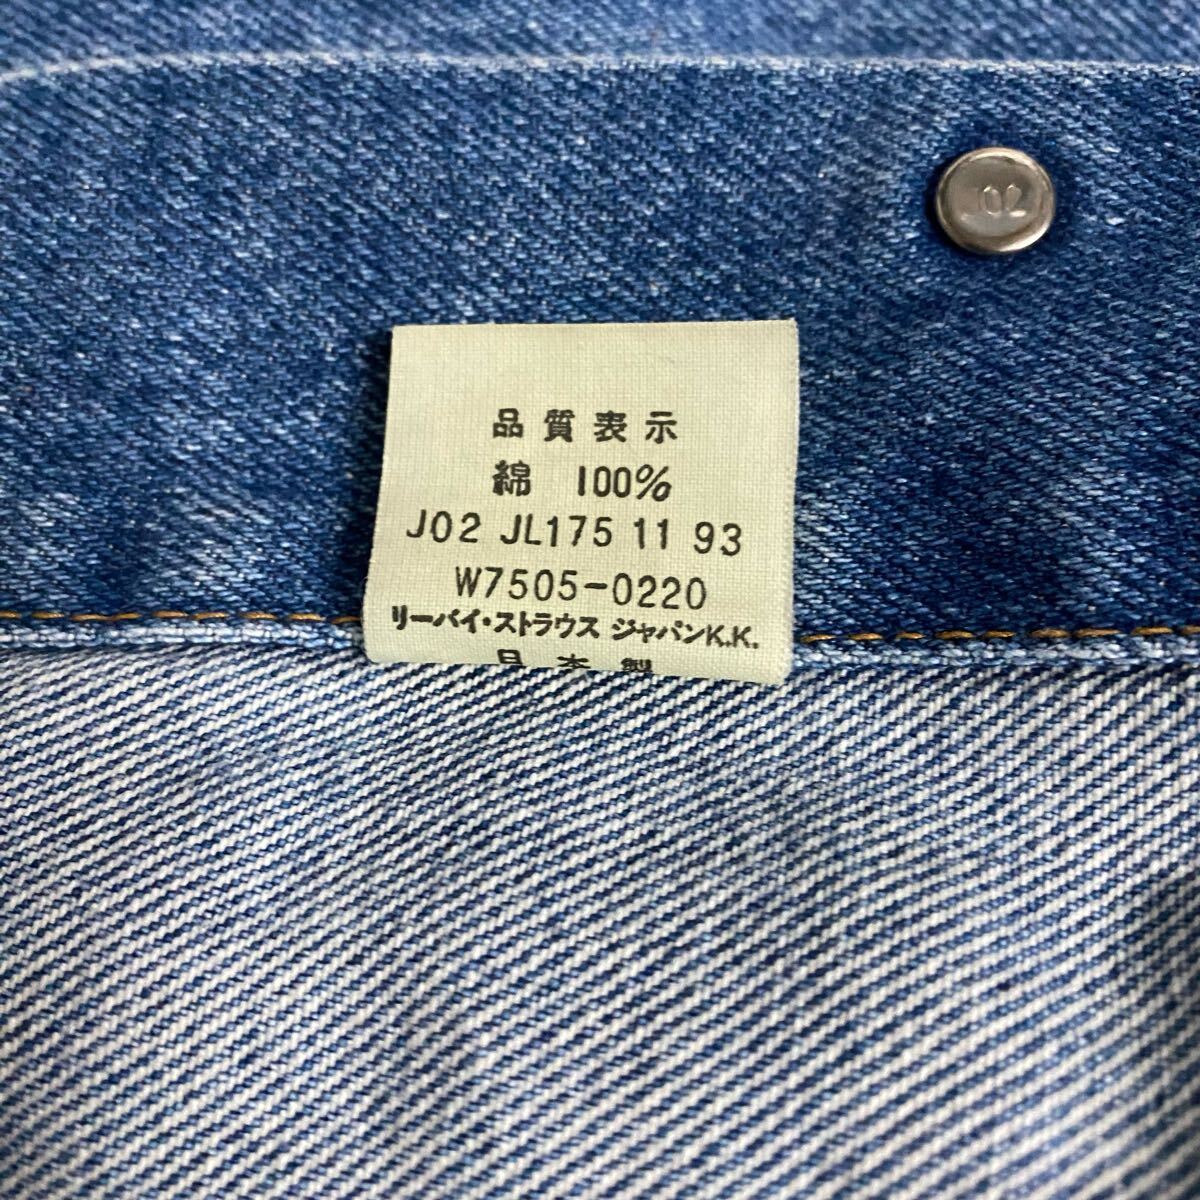 J02
品質表示
綿 100%
J02 JL175 11 93
W7505-0220
リーバイ・ストラウス ジャパンK.K.
日本製